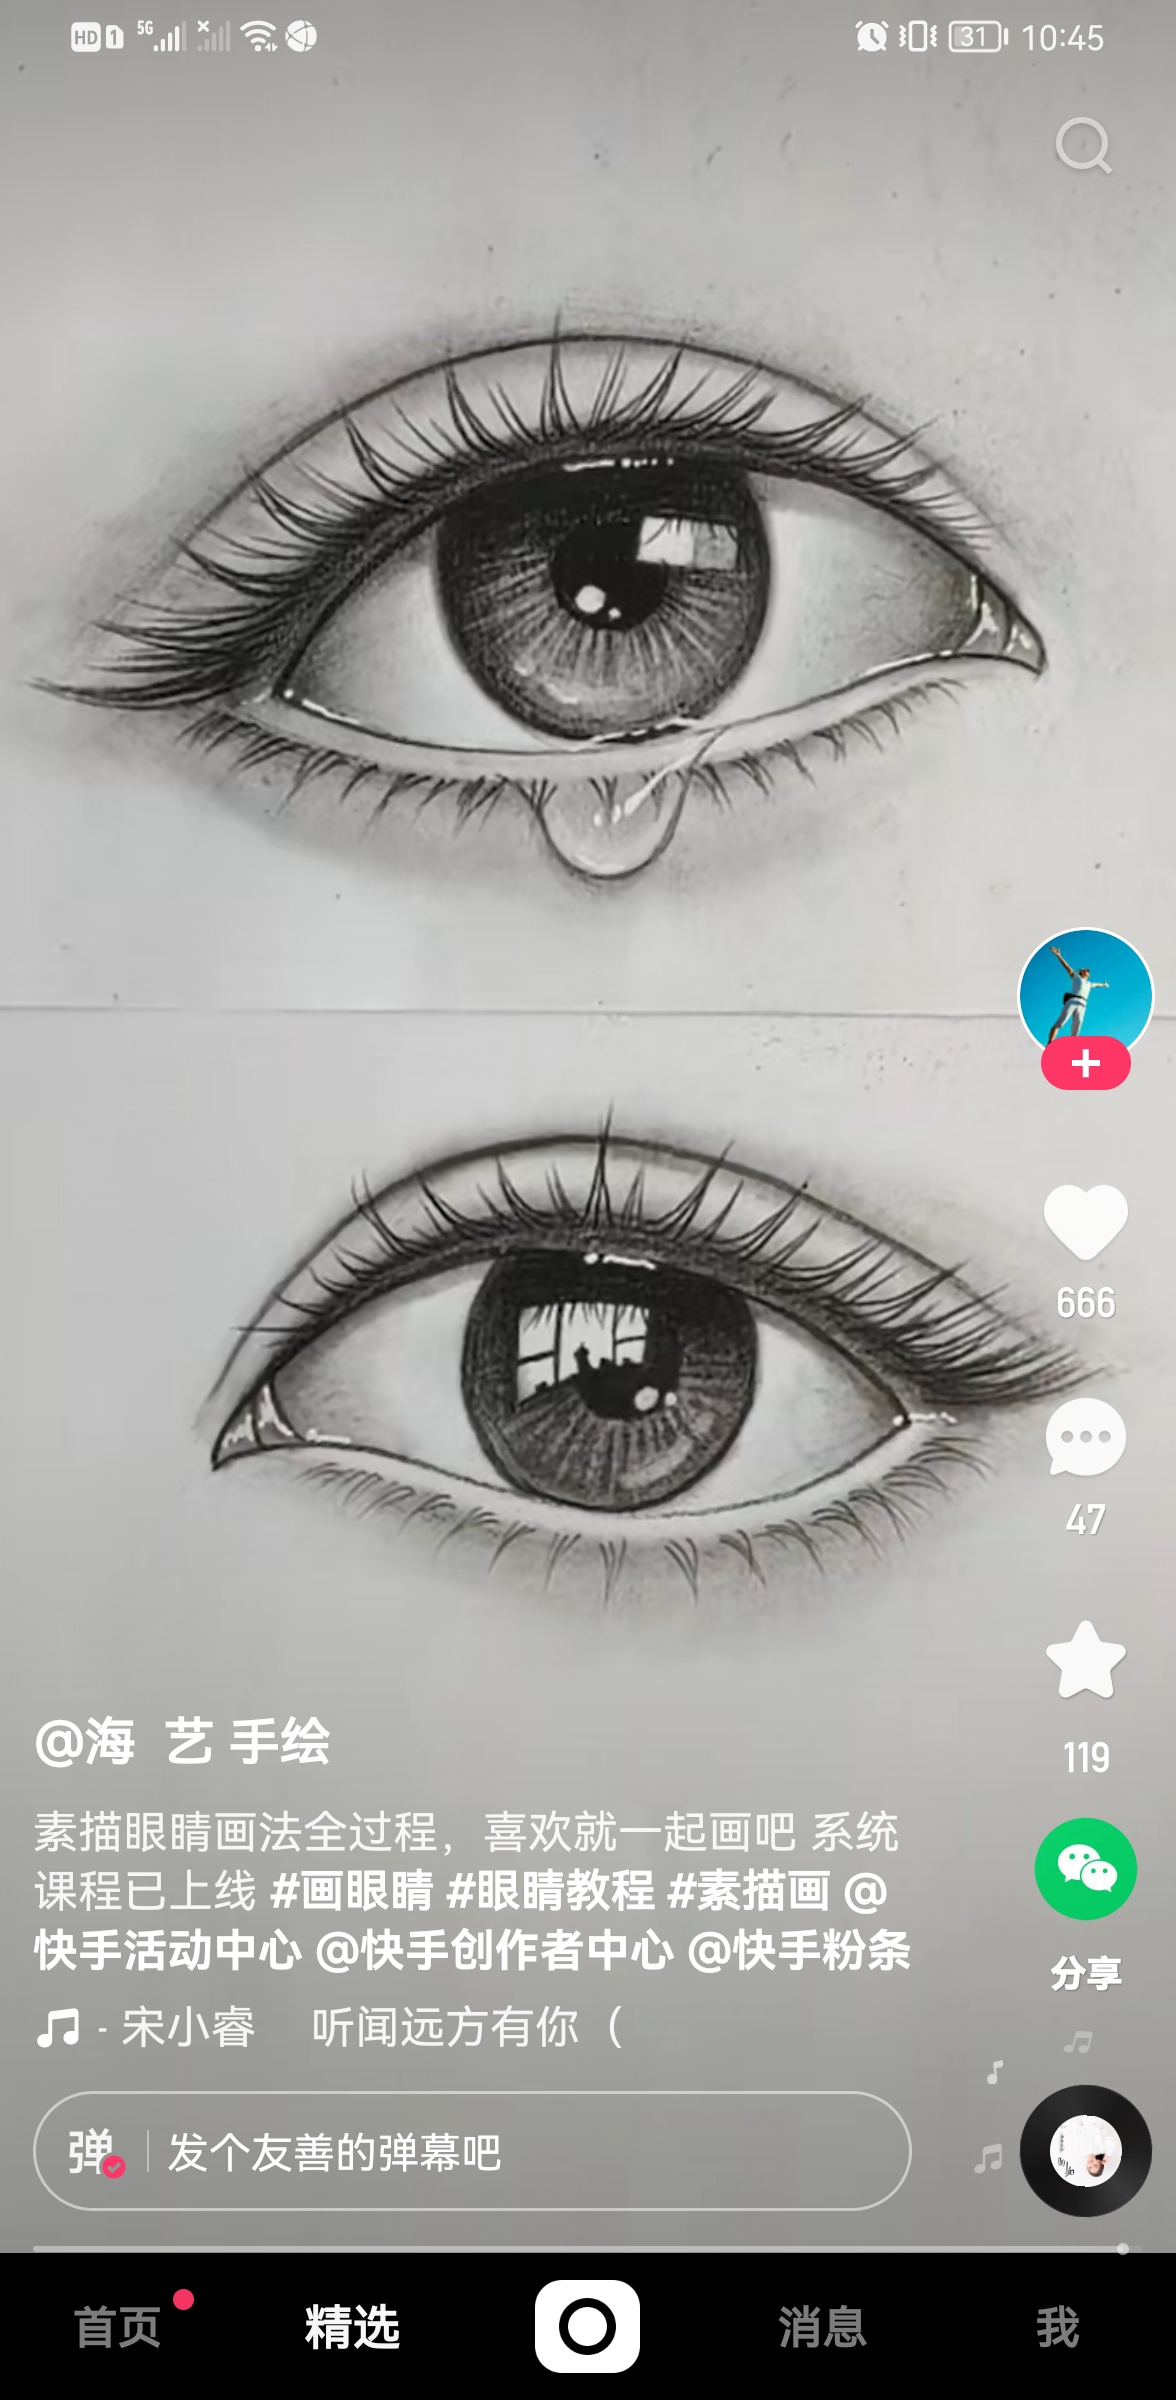 HD 1 5G 31 10:45
666
47
119
@海 艺 手绘
素描眼睛画法全过程，喜欢就一起画吧 系统
课程已上线 #画眼睛 #眼睛教程 #素描画 @
快手活动中心 @快手创作者中心 @快手粉条
分享
- 宋小睿 听闻远方有你（
弹 发个友善的弹幕吧
首页 精选 消息 我